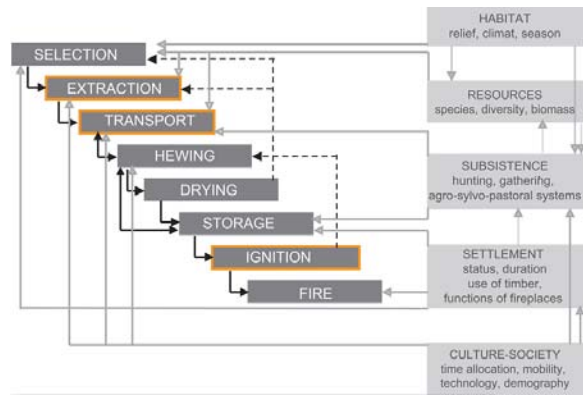 HABITAT
relief, climat, season
SELECTION
EXTRACTION
RESOURCES
species, diversity, biomass
TRANSPORT
HEWING
SUBSISTENCE
hunting, gathering,
agro-sylvo-pastoral systems
DRYING
STORAGE
SETTLEMENT
status, duration
use of timber,
functions of fireplaces
IGNITION
FIRE
CULTURE-SOCIETY
time allocation, mobility,
technology, demography